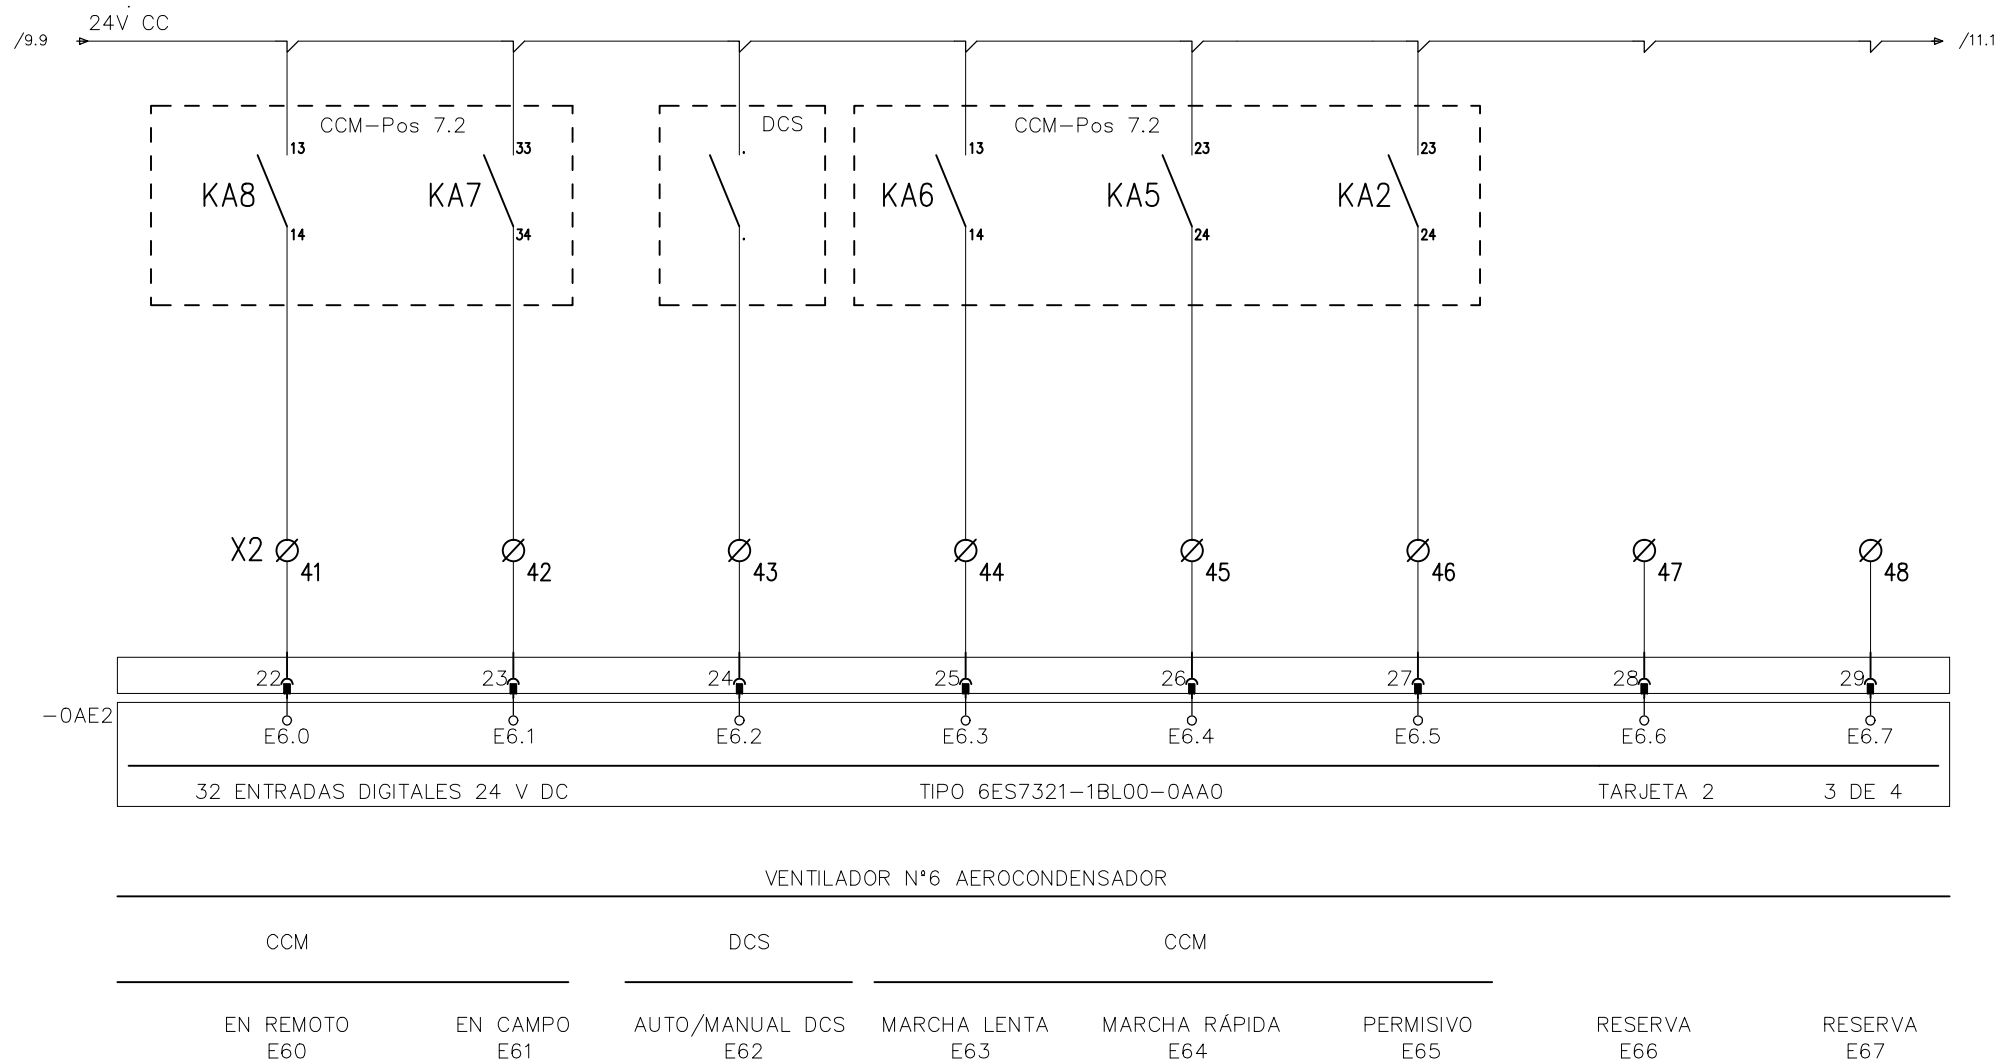 24V CC
/9.9
/11.1
CCM-Pos 7.2
DCS
CCM-Pos 7.2
13
33
.
13
23
23
KA8
KA7
KA6
KA5
KA2
14
34
.
14
24
24
X2
41
42
43
44
45
46
47
48
22
23
24
25
26
27
28
29
-0AE2
E6.0
E6.1
E6.2
E6.3
E6.4
E6.5
E6.6
E6.7
32 ENTRADAS DIGITALES 24 V DC
TIPO 6ES7321-1BL00-0AA0
TARJETA 2
3 DE 4
VENTILADOR Nº6 AEROCONDENSADOR
CCM
DCS
CCM
EN REMOTO
E60
EN CAMPO
E61
AUTO/MANUAL DCS
E62
MARCHA LENTA
E63
MARCHA RÁPIDA
E64
PERMISIVO
E65
RESERVA
E66
RESERVA
E67